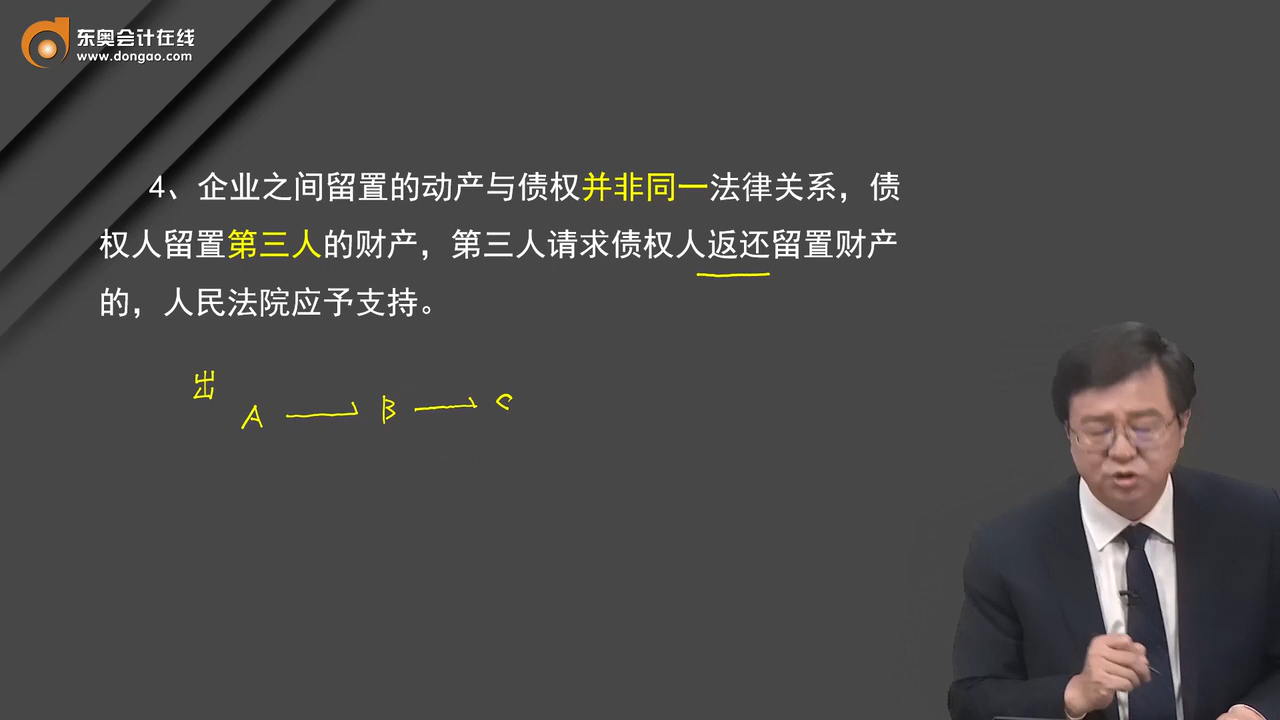 东奥会计在线
www.dongao.com
4、企业之间留置的动产与债权并非同一法律关系，债
权人留置第三人的财产，第三人请求债权人返还留置财产
的，人民法院应予支持。
出
A → B → C